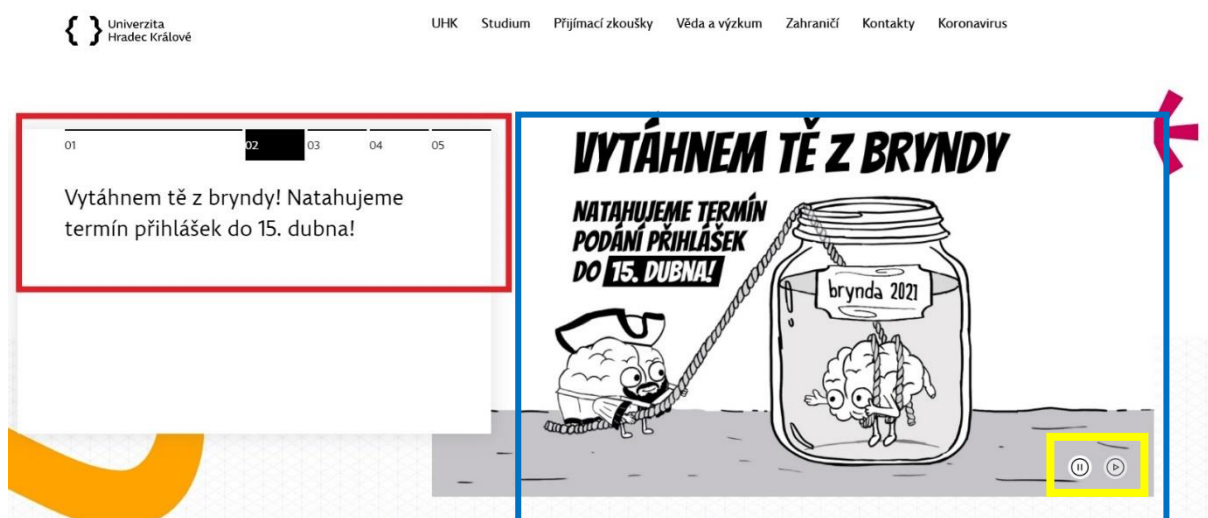 Univerzita
Hradec Králové
UHK Studium Přijímací zkoušky Věda a výzkum Zahraničí Kontakty Koronavirus
01 02 03 04 05
Vytáhnem tě z bryndy! Natahujeme
termín přihlášek do 15. dubna!
VYTÁHNEM TĚ Z BRYNDY
NATAHUJEME TERMÍN
PODÁNÍ PŘIHLÁŠEK
DO 15. DUBNA!
brynda 2021